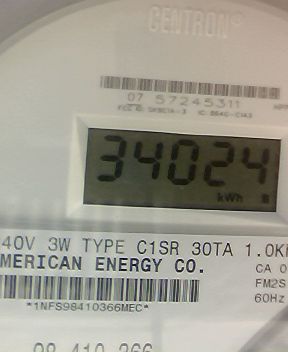 CENTRON®
07 57245311
34024
kWh
40V 3W TYPE C1SR 30TA 1.0K
MERICAN ENERGY CO.
CA 0
FM2S
60Hz
*1NFS98410366MEC*
98 410 366